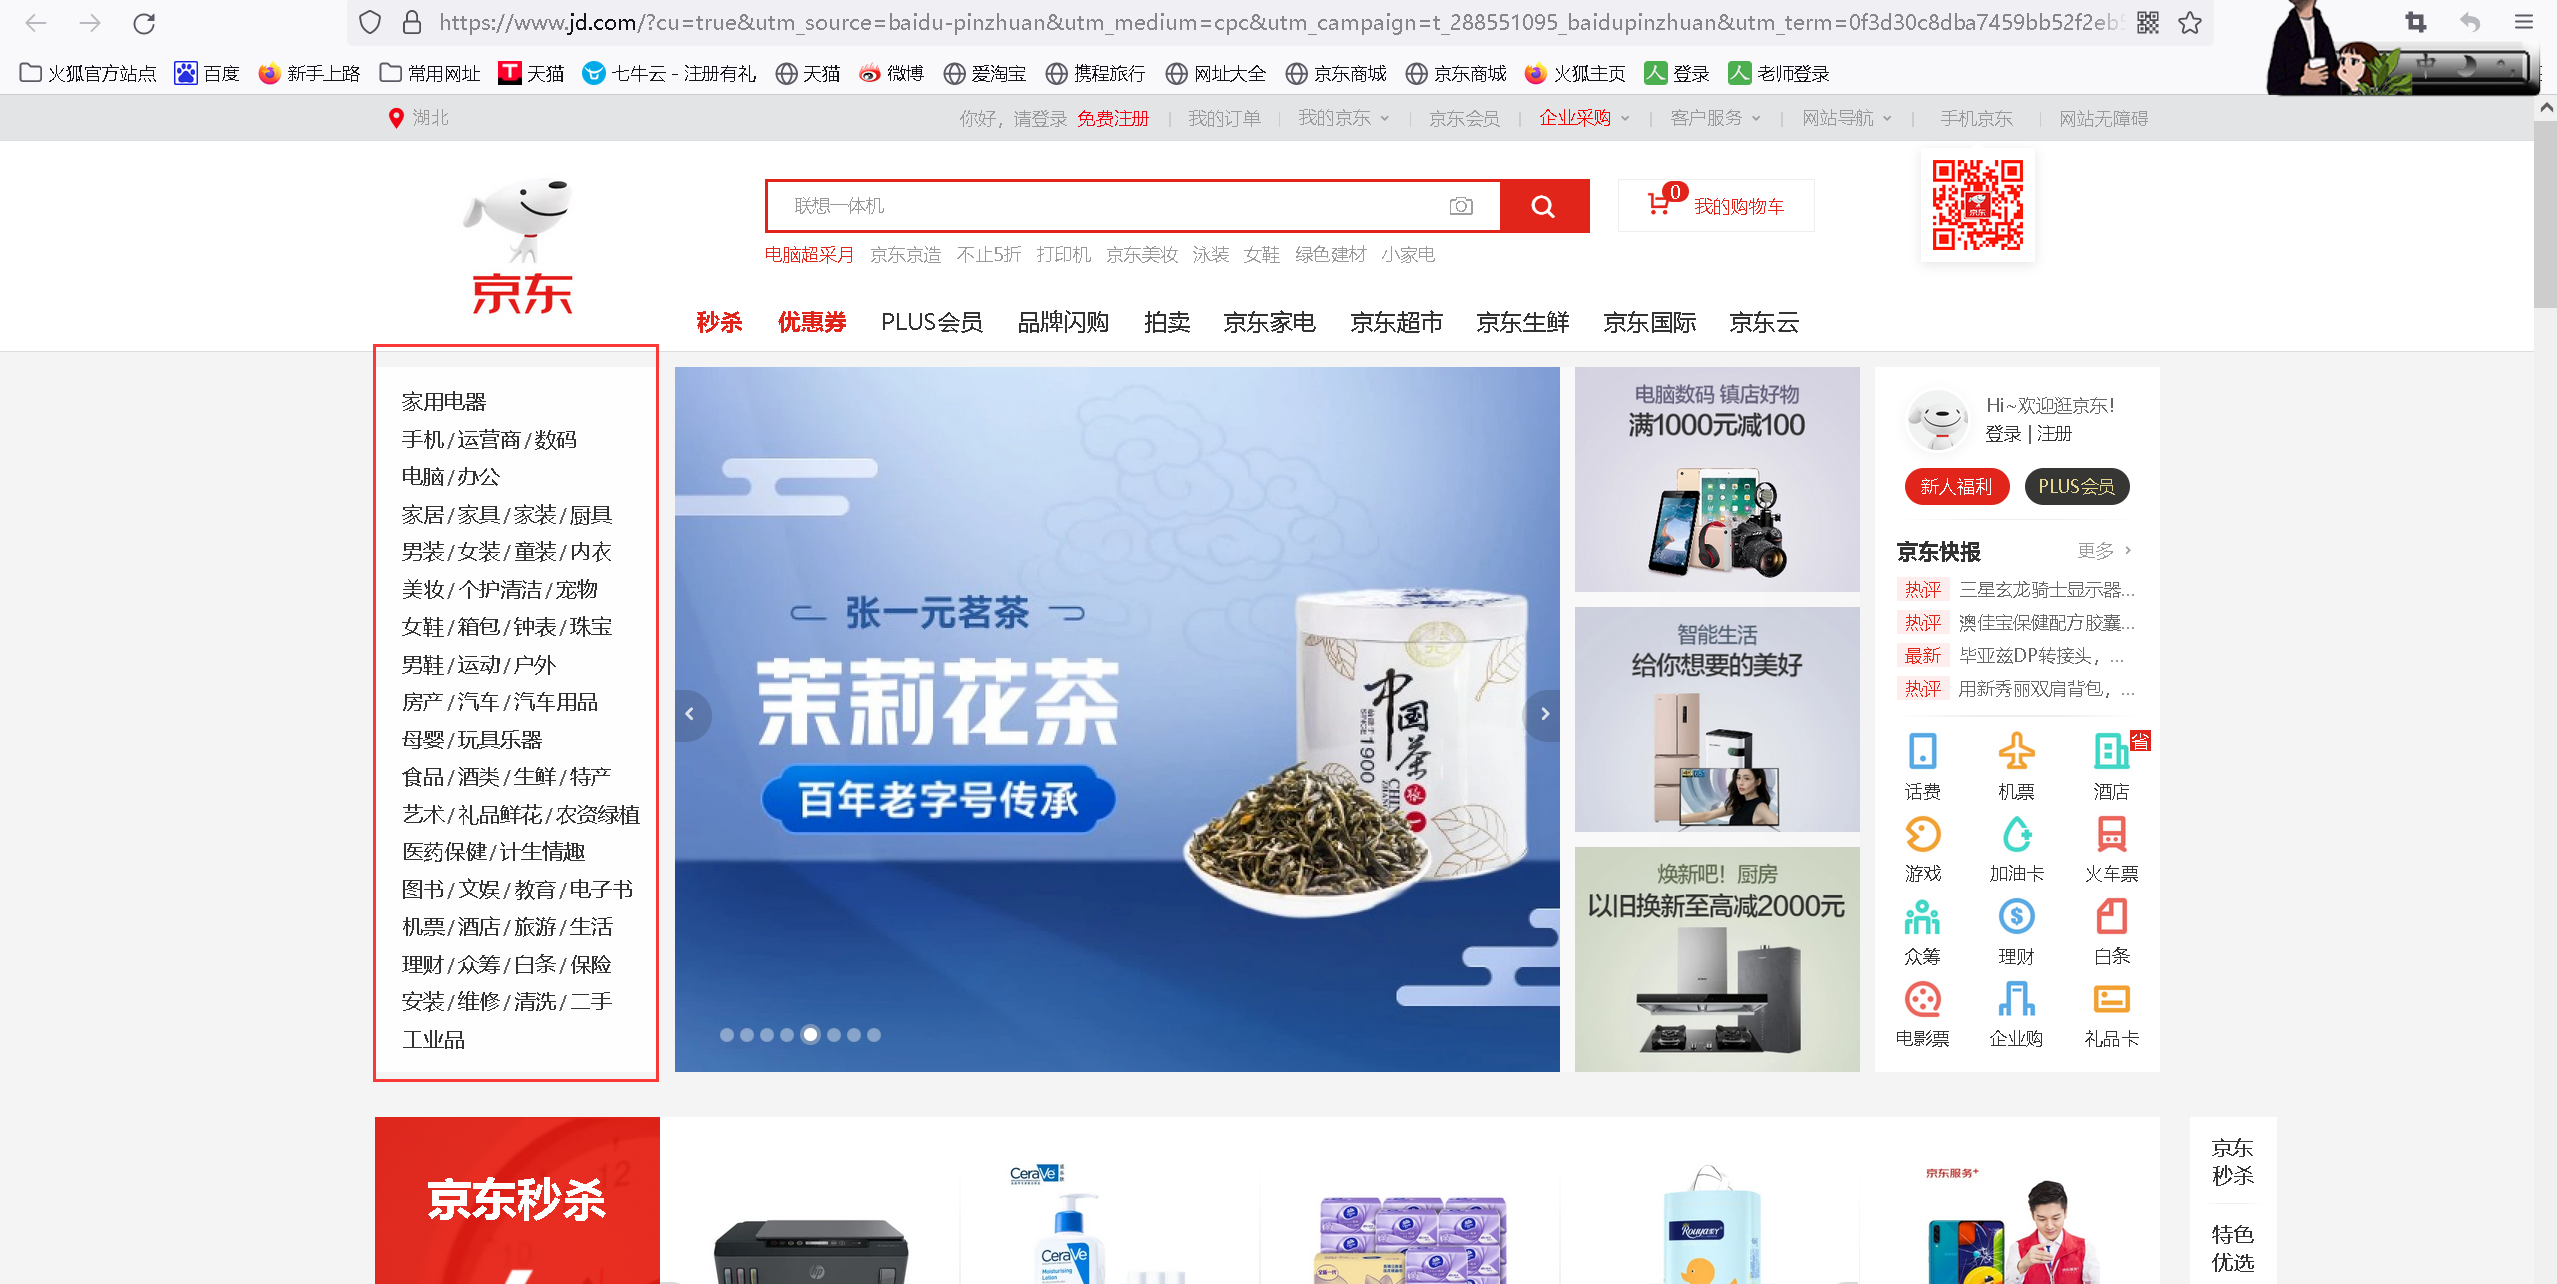 https://www.jd.com/?cu=true&utm_source=baidu-pinzhuan&utm_medium=cpc&utm_campaign=t_288551095_baidupinzhuan&utm_term=0f3d30c8dba7459bb52f2eb5
火狐官方站点 百度 新手上路 常用网址 天猫 七牛云 - 注册有礼 天猫 微博 爱淘宝 携程旅行 网址大全 京东商城 京东商城 火狐主页 登录 老师登录
中
湖北 你好，请登录 免费注册 我的订单 我的京东 京东会员 企业采购 客户服务 网站导航 手机京东 网站无障碍
京东
联想一体机
0 我的购物车
京东
电脑超采月 京东京造 不止5折 打印机 京东美妆 泳装 女鞋 绿色建材 小家电
秒杀 优惠券 PLUS会员 品牌闪购 拍卖 京东家电 京东超市 京东生鲜 京东国际 京东云
家用电器
手机/运营商/数码
电脑/办公
家居/家具/家装/厨具
男装/女装/童装/内衣
美妆/个护清洁/宠物
女鞋/箱包/钟表/珠宝
男鞋/运动/户外
房产/汽车/汽车用品
母婴/玩具乐器
食品/酒类/生鲜/特产
艺术/礼品鲜花/农资绿植
医药保健/计生情趣
图书/文娱/教育/电子书
机票/酒店/旅游/生活
理财/众筹/白条/保险
安装/维修/清洗/二手
工业品
张一元茗茶
茉莉花茶
百年老字号传承
中国茶
SINCE 1900
电脑数码 镇店好物
满1000元减100
智能生活
给你想要的美好
焕新吧！厨房
以旧换新至高减2000元
Hi~欢迎逛京东!
登录 | 注册
新人福利 PLUS会员
京东快报 更多
热评 三星玄龙骑士显示器...
热评 澳佳宝保健配方胶囊...
最新 毕亚兹DP转接头，...
热评 用新秀丽双肩背包，...
省
话费 机票 酒店
游戏 加油卡 火车票
众筹 理财 白条
电影票 企业购 礼品卡
京东秒杀
12
10
hp
CeraVe
CeraVe
Moisturising
Lotion
Rouya
京东服务+
京东
秒杀
特色
优选